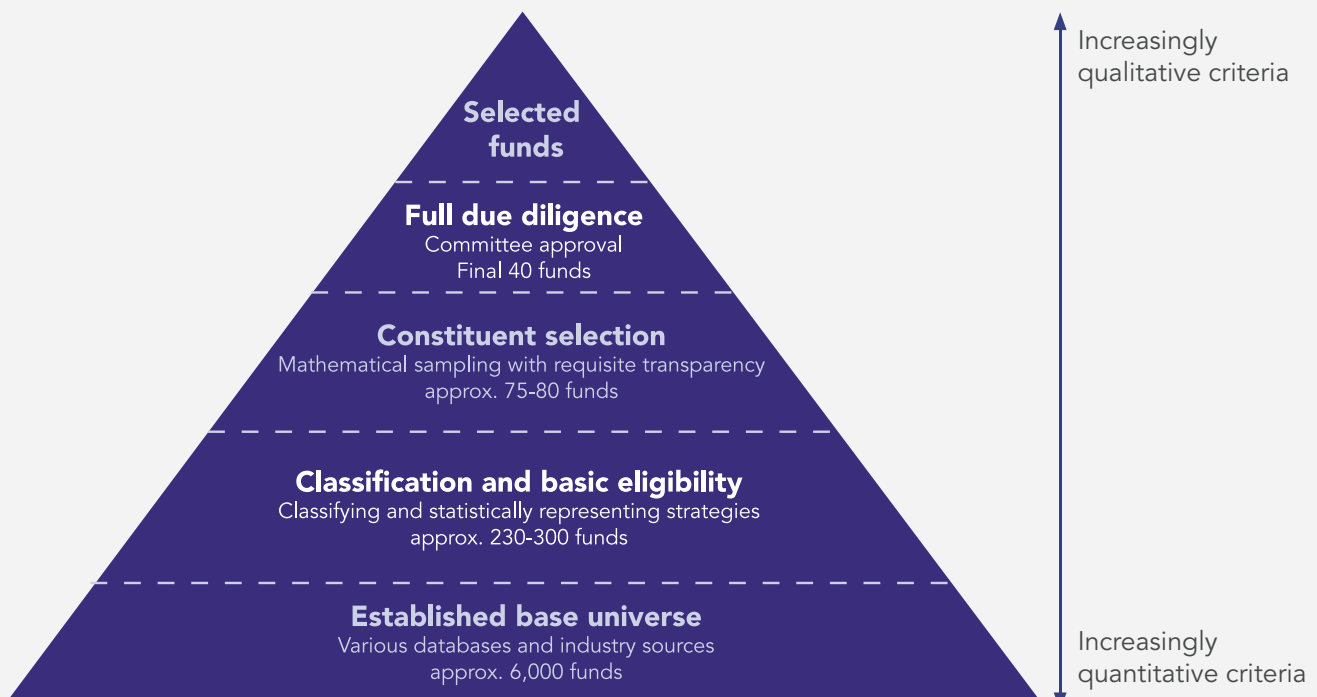 Selected
funds
Full due diligence
Committee approval
Final 40 funds
Constituent selection
Mathematical sampling with requisite transparency
approx. 75-80 funds
Classification and basic eligibility
Classifying and statistically representing strategies
approx. 230-300 funds
Established base universe
Various databases and industry sources
approx. 6,000 funds
Increasingly
qualitative criteria
Increasingly
quantitative criteria